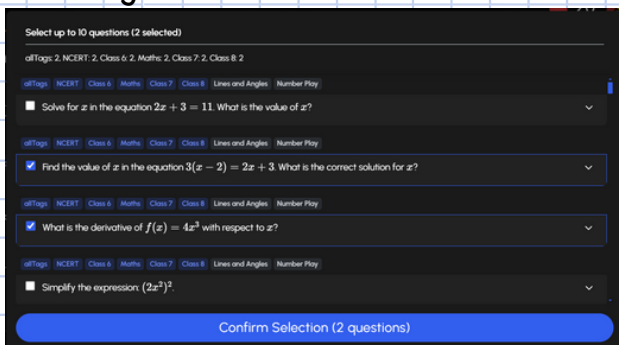 Select up to 10 questions (2 selected)
allTags: 2, NCERT: 2, Class 6: 2, Maths: 2, Class 7: 2, Class 8: 2
allTags NCERT Class 6 Maths Class 7 Class 8 Lines and Angles Number Play
Solve for x in the equation 2x + 3 = 11. What is the value of x?
allTags NCERT Class 6 Maths Class 7 Class 8 Lines and Angles Number Play
Find the value of x in the equation 3(x − 2) = 2x + 3. What is the correct solution for x?
allTags NCERT Class 6 Maths Class 7 Class 8 Lines and Angles Number Play
What is the derivative of f(x) = 4x³ with respect to x?
allTags NCERT Class 6 Maths Class 7 Class 8 Lines and Angles Number Play
Simplify the expression: (2x²)².
Confirm Selection (2 questions)